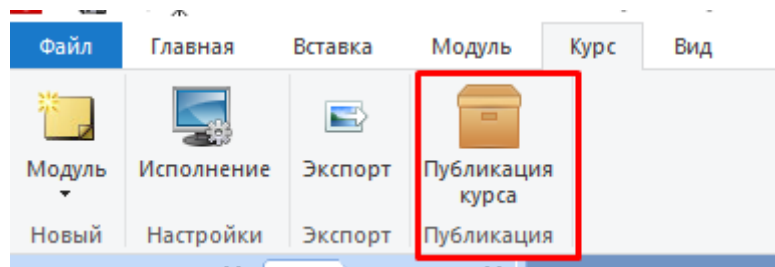 Файл Главная Вставка Модуль Курс Вид
Модуль Исполнение Экспорт Публикация
курса
Новый Настройки Экспорт Публикация